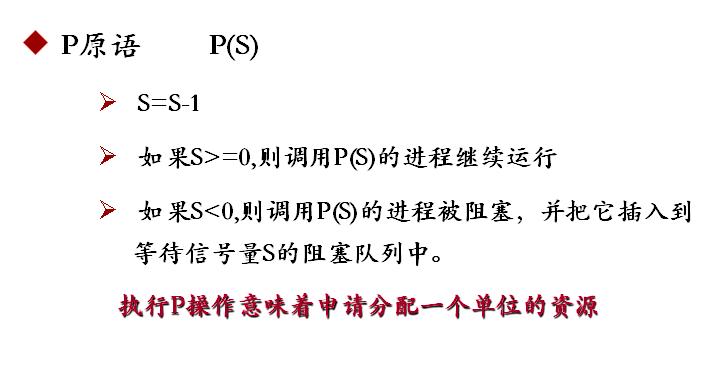 P原语 P(S)
S=S-1
如果S>=0,则调用P(S)的进程继续运行
如果S<0,则调用P(S)的进程被阻塞，并把它插入到
等待信号量S的阻塞队列中。
执行P操作意味着申请分配一个单位的资源